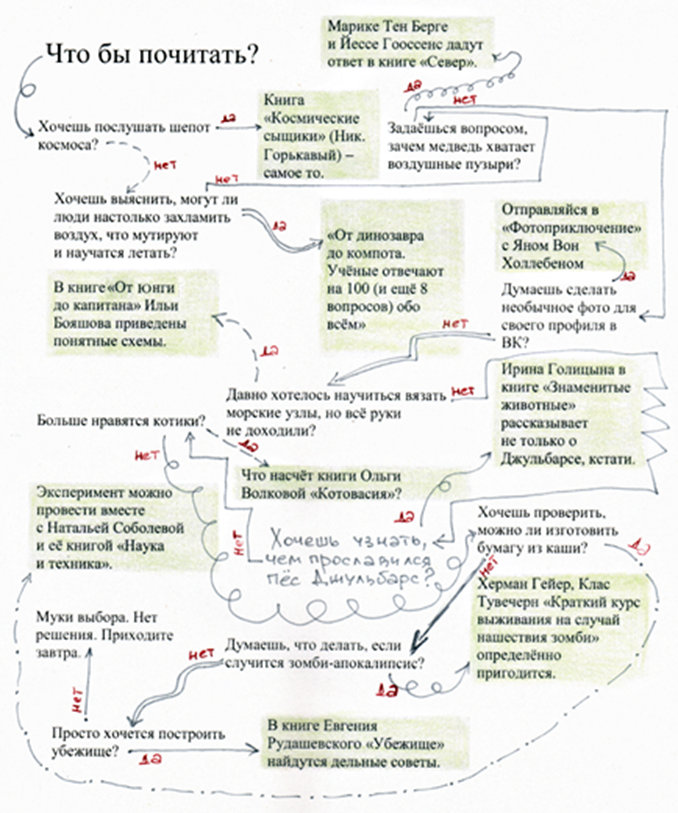 Что бы почитать?
Марике Тен Берге
и Йессе Гооссенс дадут
ответ в книге «Север».
да
нет
Хочешь послушать шепот
космоса?
да
нет
Книга
«Космические
сыщики» (Ник.
Горькавый) –
самое то.
Задаёшься вопросом,
зачем медведь хватает
воздушные пузыри?
нет
Хочешь выяснить, могут ли
люди настолько захламить
воздух, что мутируют
и научатся летать?
да
«От динозавра
до компота.
Учёные отвечают
на 100 (и ещё 8
вопросов) обо
всём»
Отправляйся в
«Фотоприключение»
с Яном Вон
Холлебеном
да
Думаешь сделать
необычное фото для
своего профиля в
ВК?
нет
В книге «От юнги
до капитана» Ильи
Бояшова приведены
понятные схемы.
да
Давно хотелось научиться вязать
морские узлы, но всё руки
не доходили?
нет
Ирина Голицына в
книге «Знаменитые
животные»
рассказывает
не только о
Джульбарсе, кстати.
Больше нравятся котики?
да
нет
Что насчёт книги Ольги
Волковой «Котовасия»?
да
Хочешь узнать,
чем прославился
пёс Джульбарс?
нет
Эксперимент можно
провести вместе
с Натальей Соболевой
и её книгой «Наука
и техника».
Хочешь проверить,
можно ли изготовить
бумагу из каши?
да
нет
Херман Гейер, Клас
Тувечерн «Краткий курс
выживания на случай
нашествия зомби»
определённо
пригодится.
Муки выбора. Нет
решения. Приходите
завтра.
нет
Думаешь, что делать, если
случится зомби-апокалипсис?
нет
да
Просто хочется построить
убежище?
да
В книге Евгения
Рудашевского «Убежище»
найдутся дельные советы.